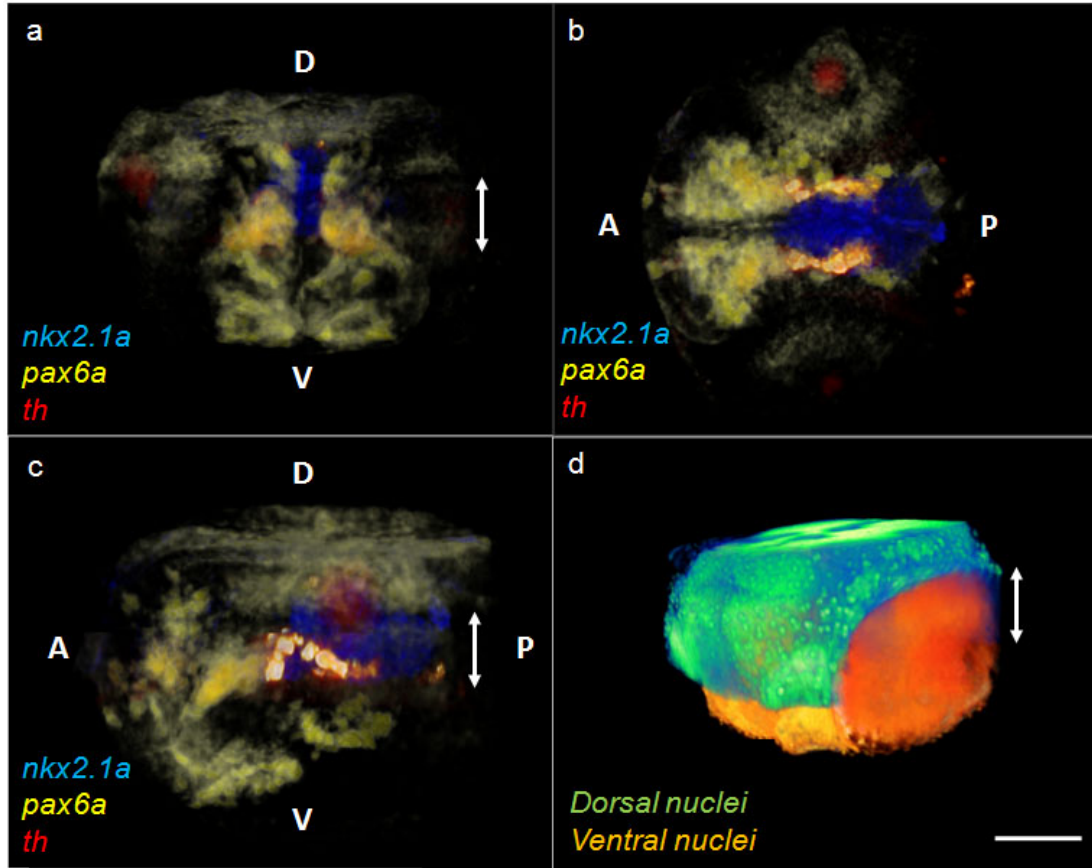 a
D
nkx2.1a
pax6a
th
V
b
A
P
nkx2.1a
pax6a
th
c
D
A
P
nkx2.1a
pax6a
th
V
d
Dorsal nuclei
Ventral nuclei